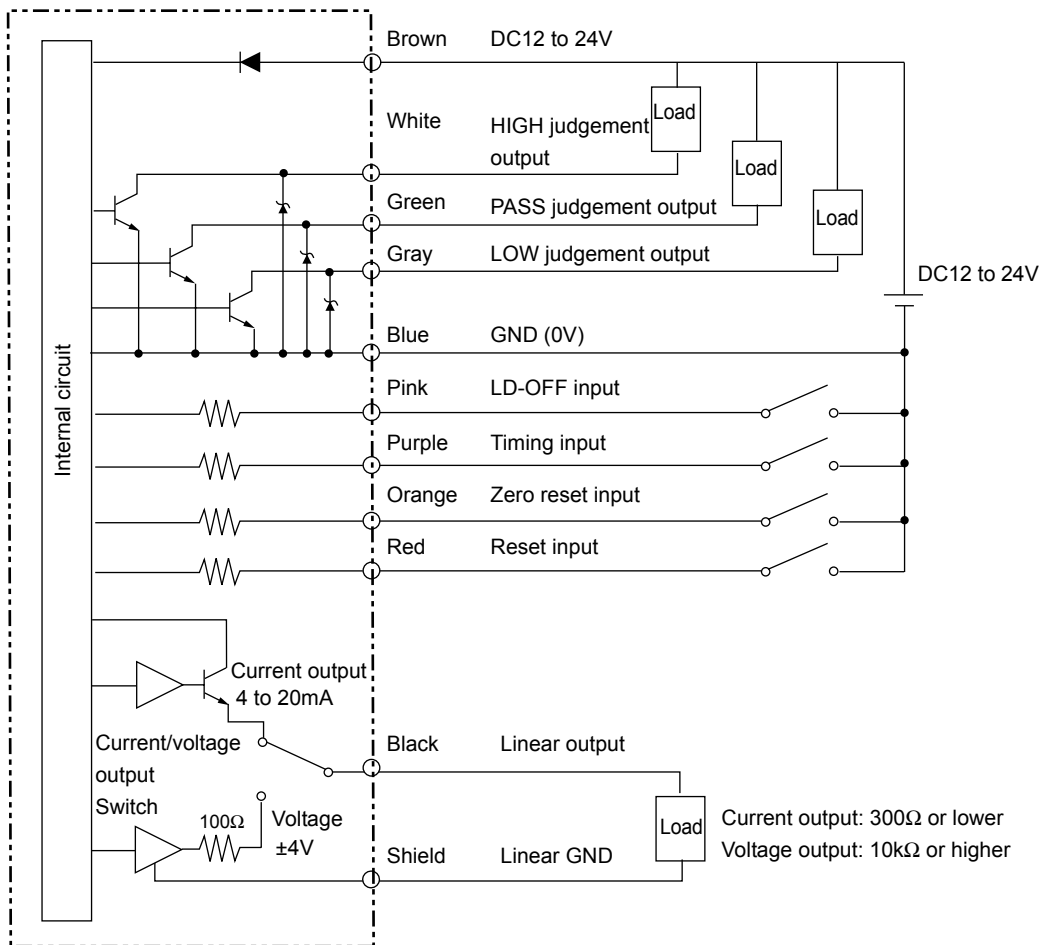 Brown DC12 to 24V
White HIGH judgement
output
Load
Load
Load
Green PASS judgement output
Gray LOW judgement output
DC12 to 24V
Blue GND (0V)
Internal circuit
Pink LD-OFF input
Purple Timing input
Orange Zero reset input
Red Reset input
Current output
4 to 20mA
Current/voltage
output
Switch
Black Linear output
100Ω
Voltage
±4V
Load
Current output: 300Ω or lower
Voltage output: 10kΩ or higher
Shield Linear GND